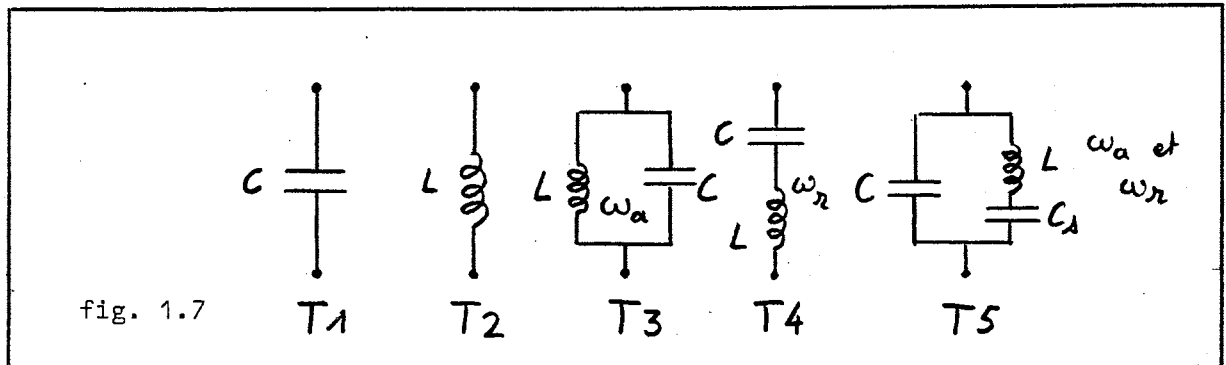 C L L ωa C C ωr L C L ωa et ωr Cs
fig. 1.7 T1 T2 T3 T4 T5